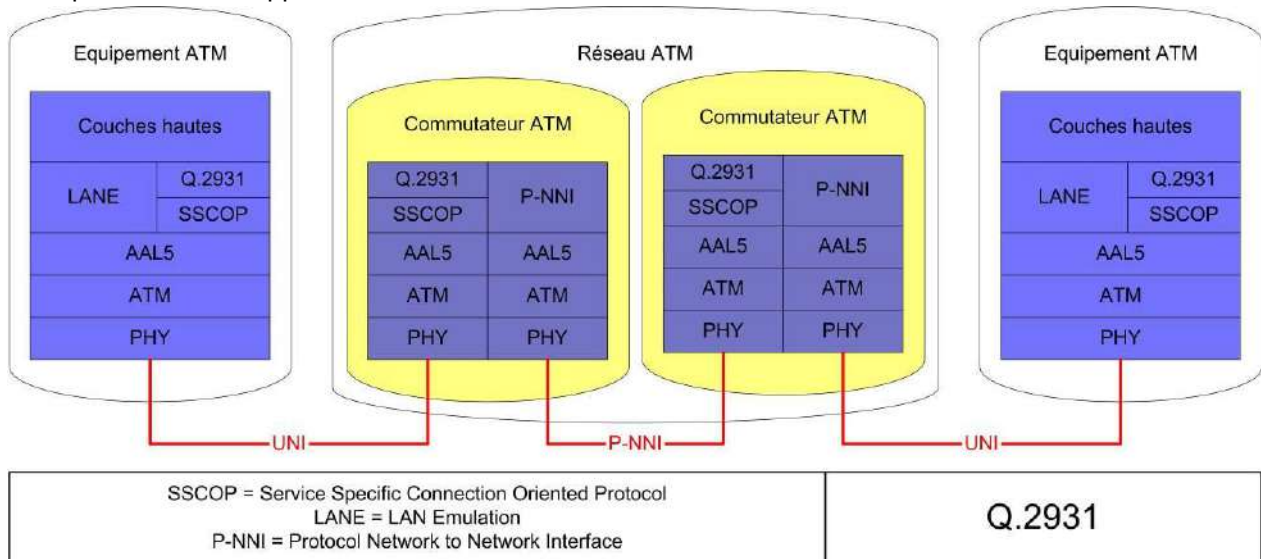 Equipement ATM
Couches hautes
LANE
Q.2931
SSCOP
AAL5
ATM
PHY
Réseau ATM
Commutateur ATM
Q.2931
P-NNI
SSCOP
AAL5 AAL5
ATM ATM
PHY PHY
Commutateur ATM
Q.2931
P-NNI
SSCOP
AAL5 AAL5
ATM ATM
PHY PHY
Equipement ATM
Couches hautes
LANE
Q.2931
SSCOP
AAL5
ATM
PHY
UNI
P-NNI
UNI
SSCOP = Service Specific Connection Oriented Protocol
LANE = LAN Emulation
P-NNI = Protocol Network to Network Interface
Q.2931